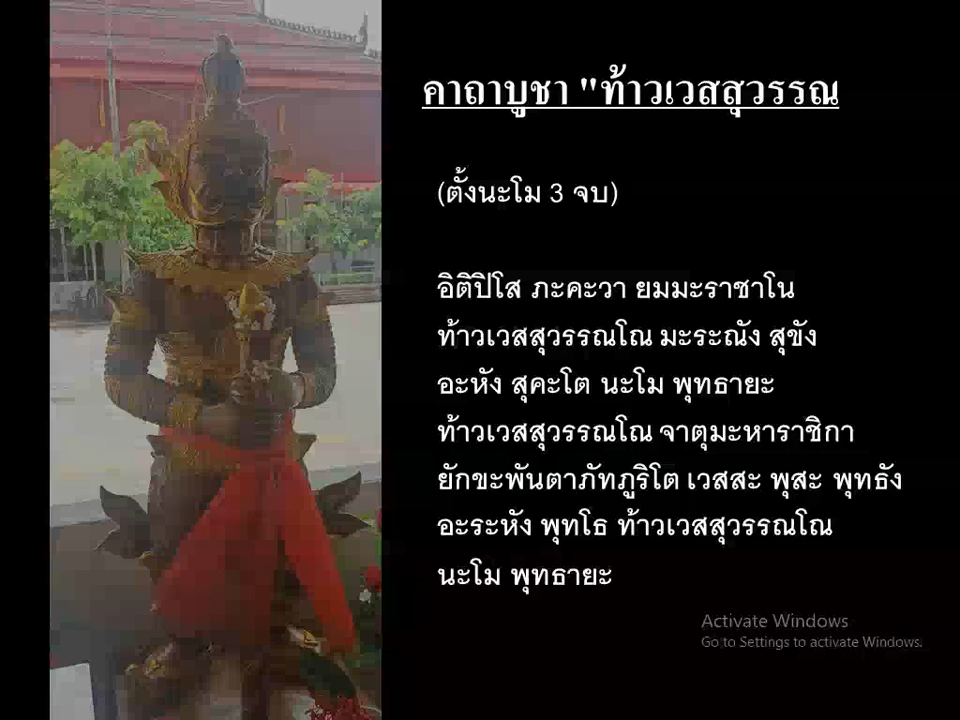 คาถาบูชา "ท้าวเวสสุวรรณ
(ตั้งนะโม 3 จบ)
อิติปิโส ภะคะวา ยมมะราชาโน
ท้าวเวสสุวรรณโณ มะระณัง สุขัง
อะหัง สุคะโต นะโม พุทธายะ
ท้าวเวสสุวรรณโณ จาตุมะหาราชิกา
ยักขะพันตาภัทภูริโต เวสสะ พุสะ พุทธัง
อะระหัง พุทโธ ท้าวเวสสุวรรณโณ
นะโม พุทธายะ
Activate Windows
Go to Settings to activate Windows.